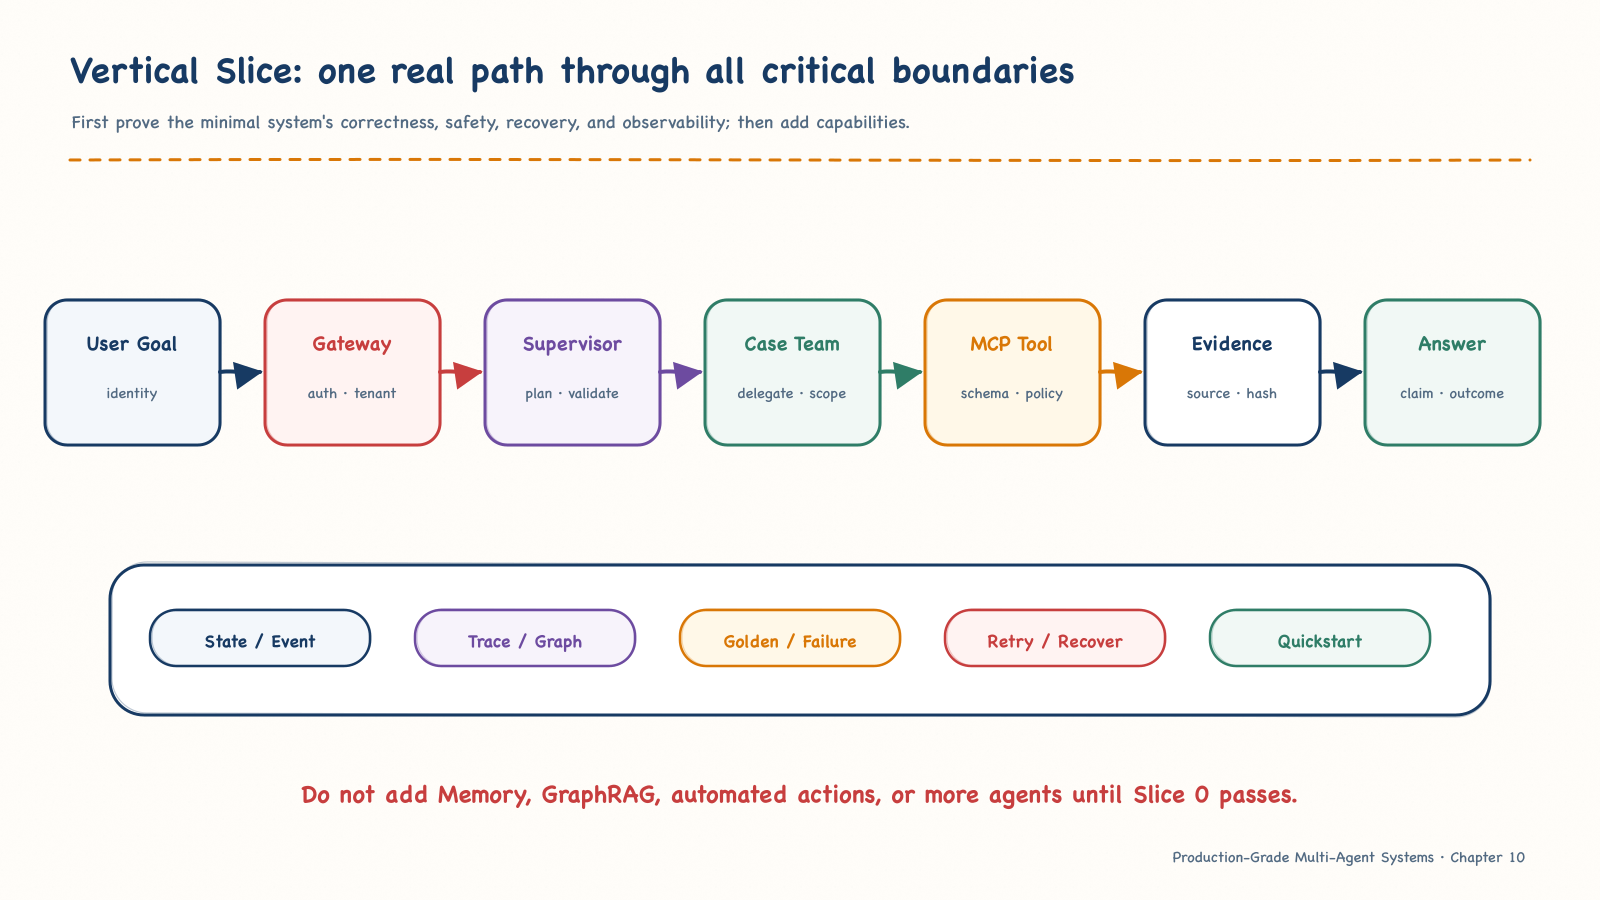 Vertical Slice: one real path through all critical boundaries
First prove the minimal system's correctness, safety, recovery, and observability; then add capabilities.
User Goal
identity
Gateway
auth · tenant
Supervisor
plan · validate
Case Team
delegate · scope
MCP Tool
schema · policy
Evidence
source · hash
Answer
claim · outcome
State / Event
Trace / Graph
Golden / Failure
Retry / Recover
Quickstart
Do not add Memory, GraphRAG, automated actions, or more agents until Slice 0 passes.
Production-Grade Multi-Agent Systems · Chapter 10